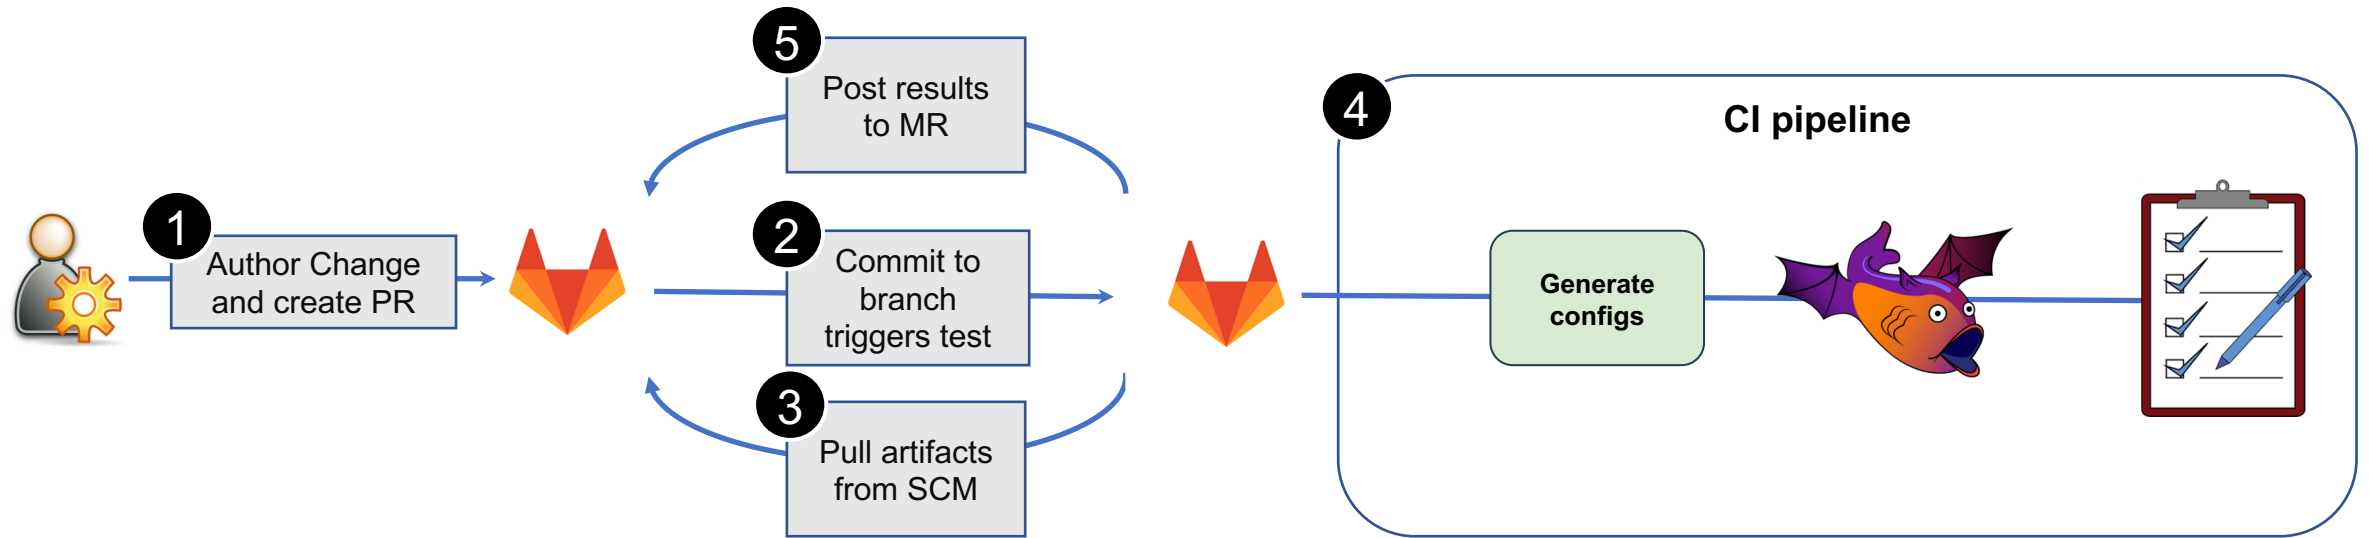 1
Author Change
and create PR
5
Post results
to MR
2
Commit to
branch
triggers test
3
Pull artifacts
from SCM
4
CI pipeline
Generate
configs